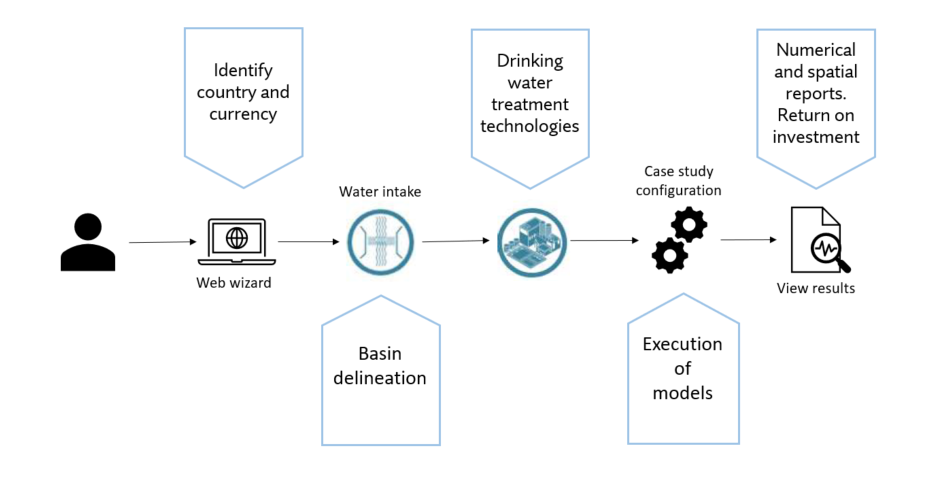 Identify
country and
currency
Drinking
water
treatment
technologies
Numerical
and spatial
reports.
Return on
investment
Water intake
Case study
configuration
Web wizard
View results
Basin
delineation
Execution
of
models